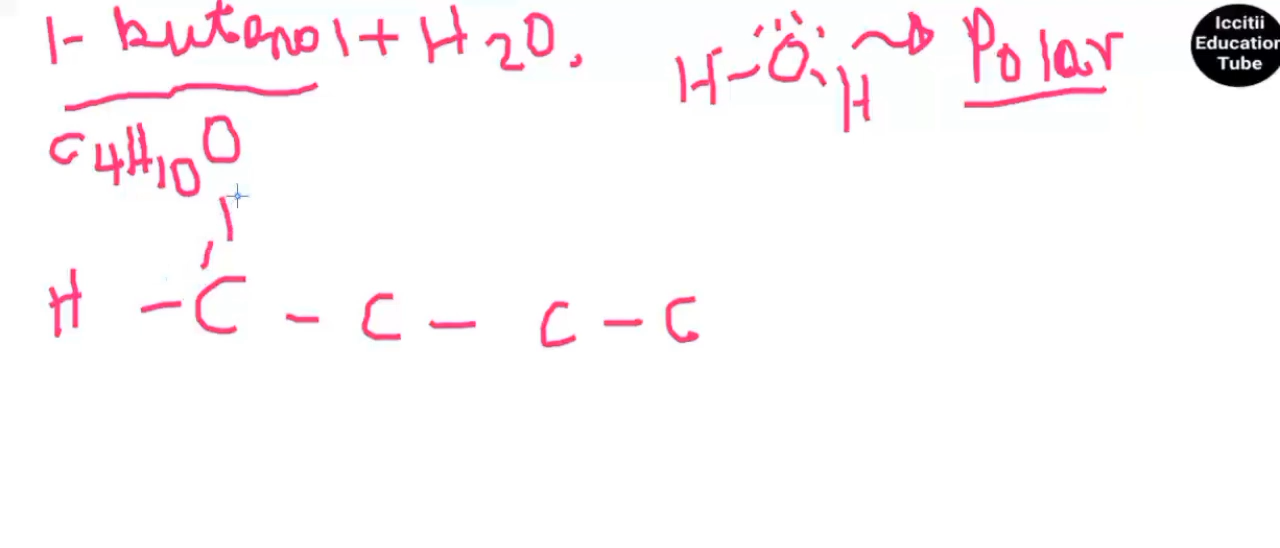 1- butanol + H2O.
H-O-H → Polar
C4H10O
H
H - C - C - C - C
Iccitii
Education
Tube